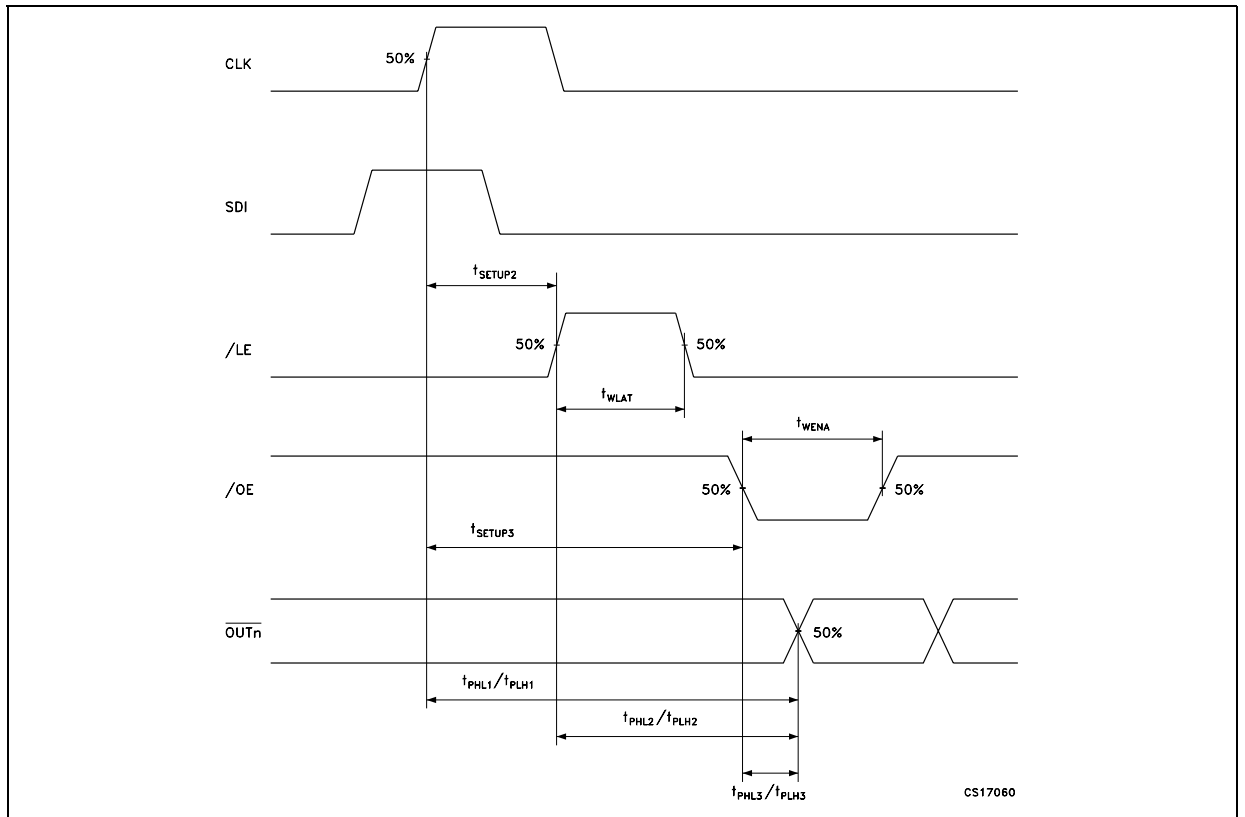 CLK
50%
SDI
tSETUP2
/LE
50%
50%
tWLAT
tWENA
/OE
50%
50%
tSETUP3
OUTn
50%
tPHL1/tPLH1
tPHL2/tPLH2
tPHL3/tPLH3
CS17060